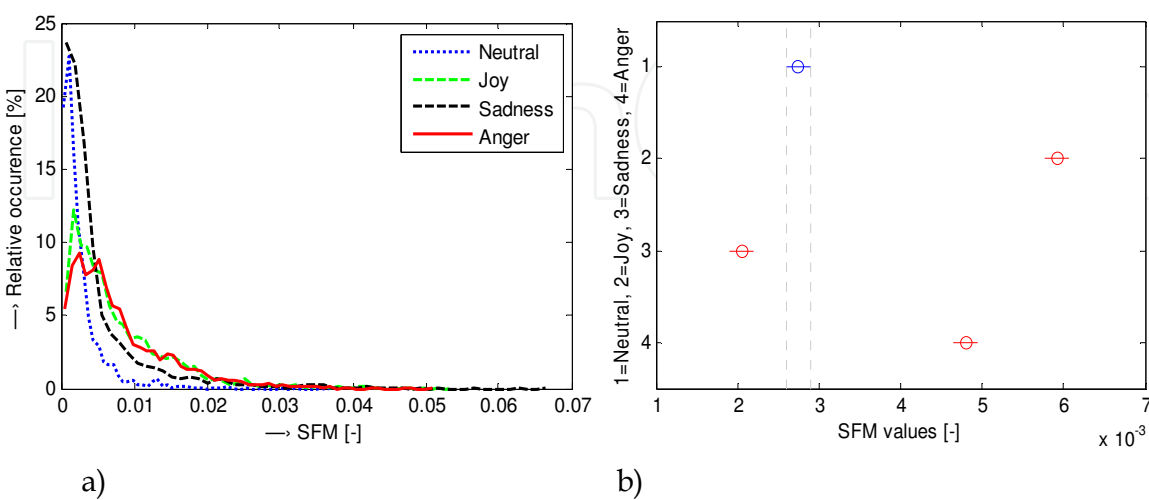 25
20
15
10
5
0
—> Relative occurence [%]
Neutral
Joy
Sadness
Anger
0 0.01 0.02 0.03 0.04 0.05 0.06 0.07
—> SFM [-]
a)
1=Neutral, 2=Joy, 3=Sadness, 4=Anger
1
2
3
4
1 2 3 4 5 6 7
SFM values [-]
x 10-3
b)